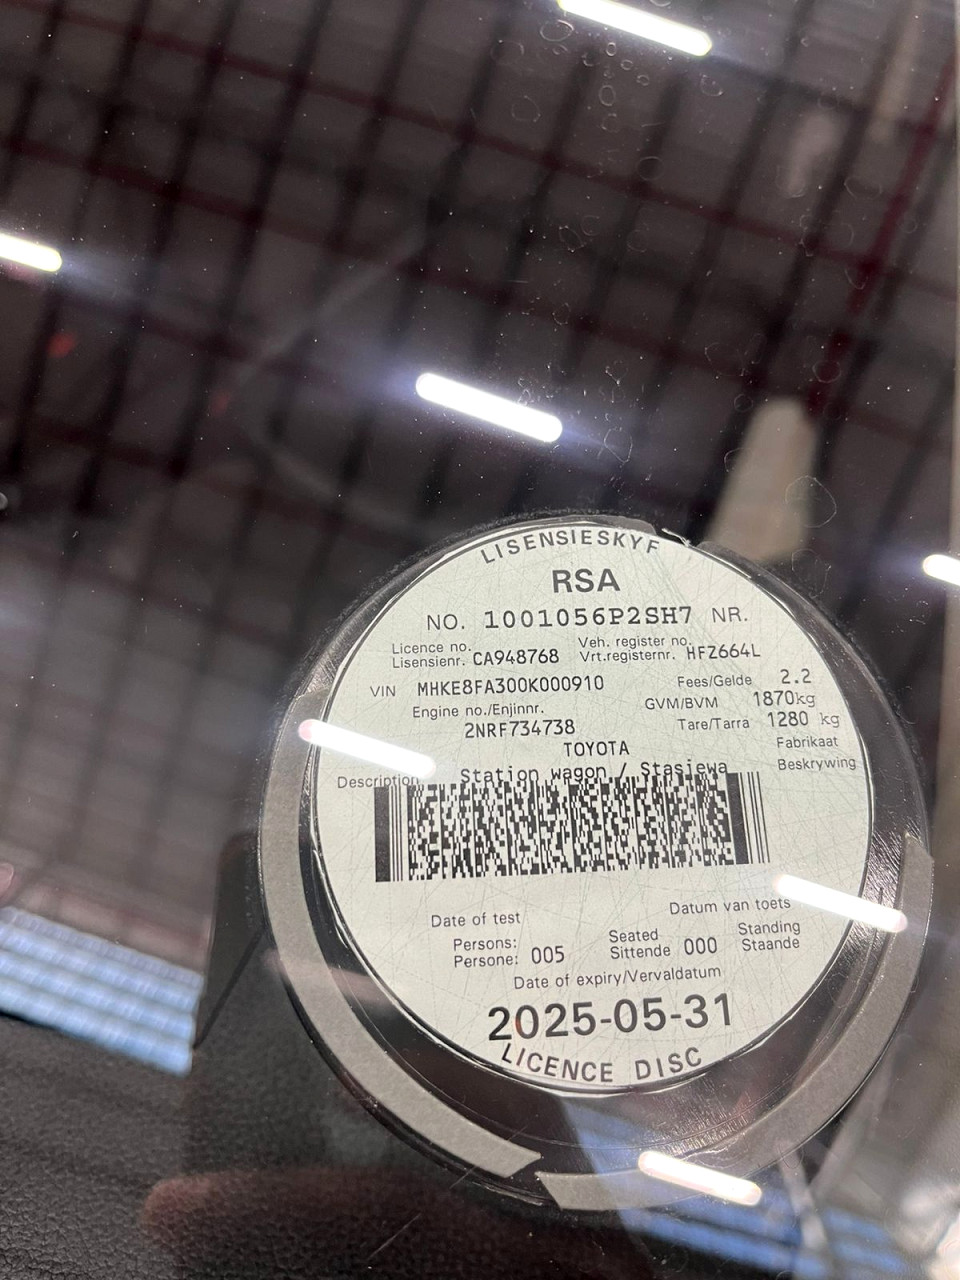 LISENSIESKYF
RSA
NO. 1001056P2SH7 NR.
Licence no. Veh. register no.
Lisensienr. CA948768 Vrt.registernr. HFZ664L
VIN MHKE8FA300K000910 Fees/Gelde 2.2
Engine no./Enjinnr. GVM/BVM 1870kg
2NRF734738 Tare/Tarra 1280 kg
TOYOTA Fabrikaat
Description Station wagon / Stasiewa Beskrywing
Date of test Datum van toets
Persons: Seated Standing
Persone: 005 Sittende 000 Staande
Date of expiry/Vervaldatum
2025-05-31
LICENCE DISC